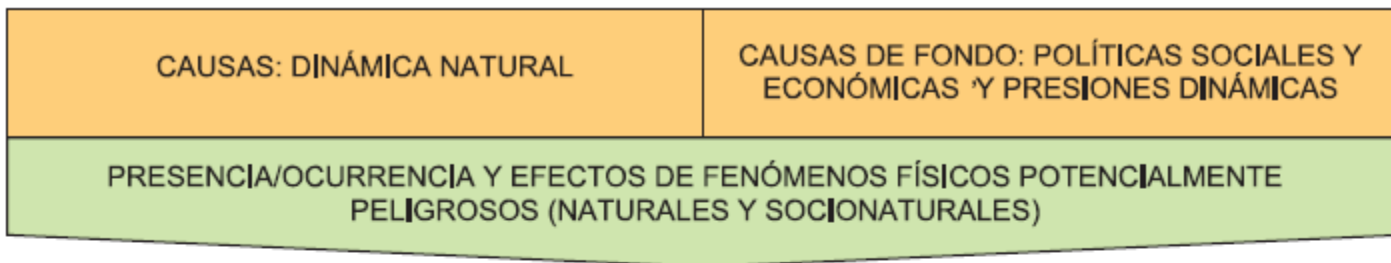 CAUSAS: DINÁMICA NATURAL
CAUSAS DE FONDO: POLÍTICAS SOCIALES Y
ECONÓMICAS 'Y PRESIONES DINÁMICAS
PRESENCIA/OCURRENCIA Y EFECTOS DE FENÓMENOS FÍSICOS POTENCIALMENTE
PELIGROSOS (NATURALES Y SOCIONATURALES)